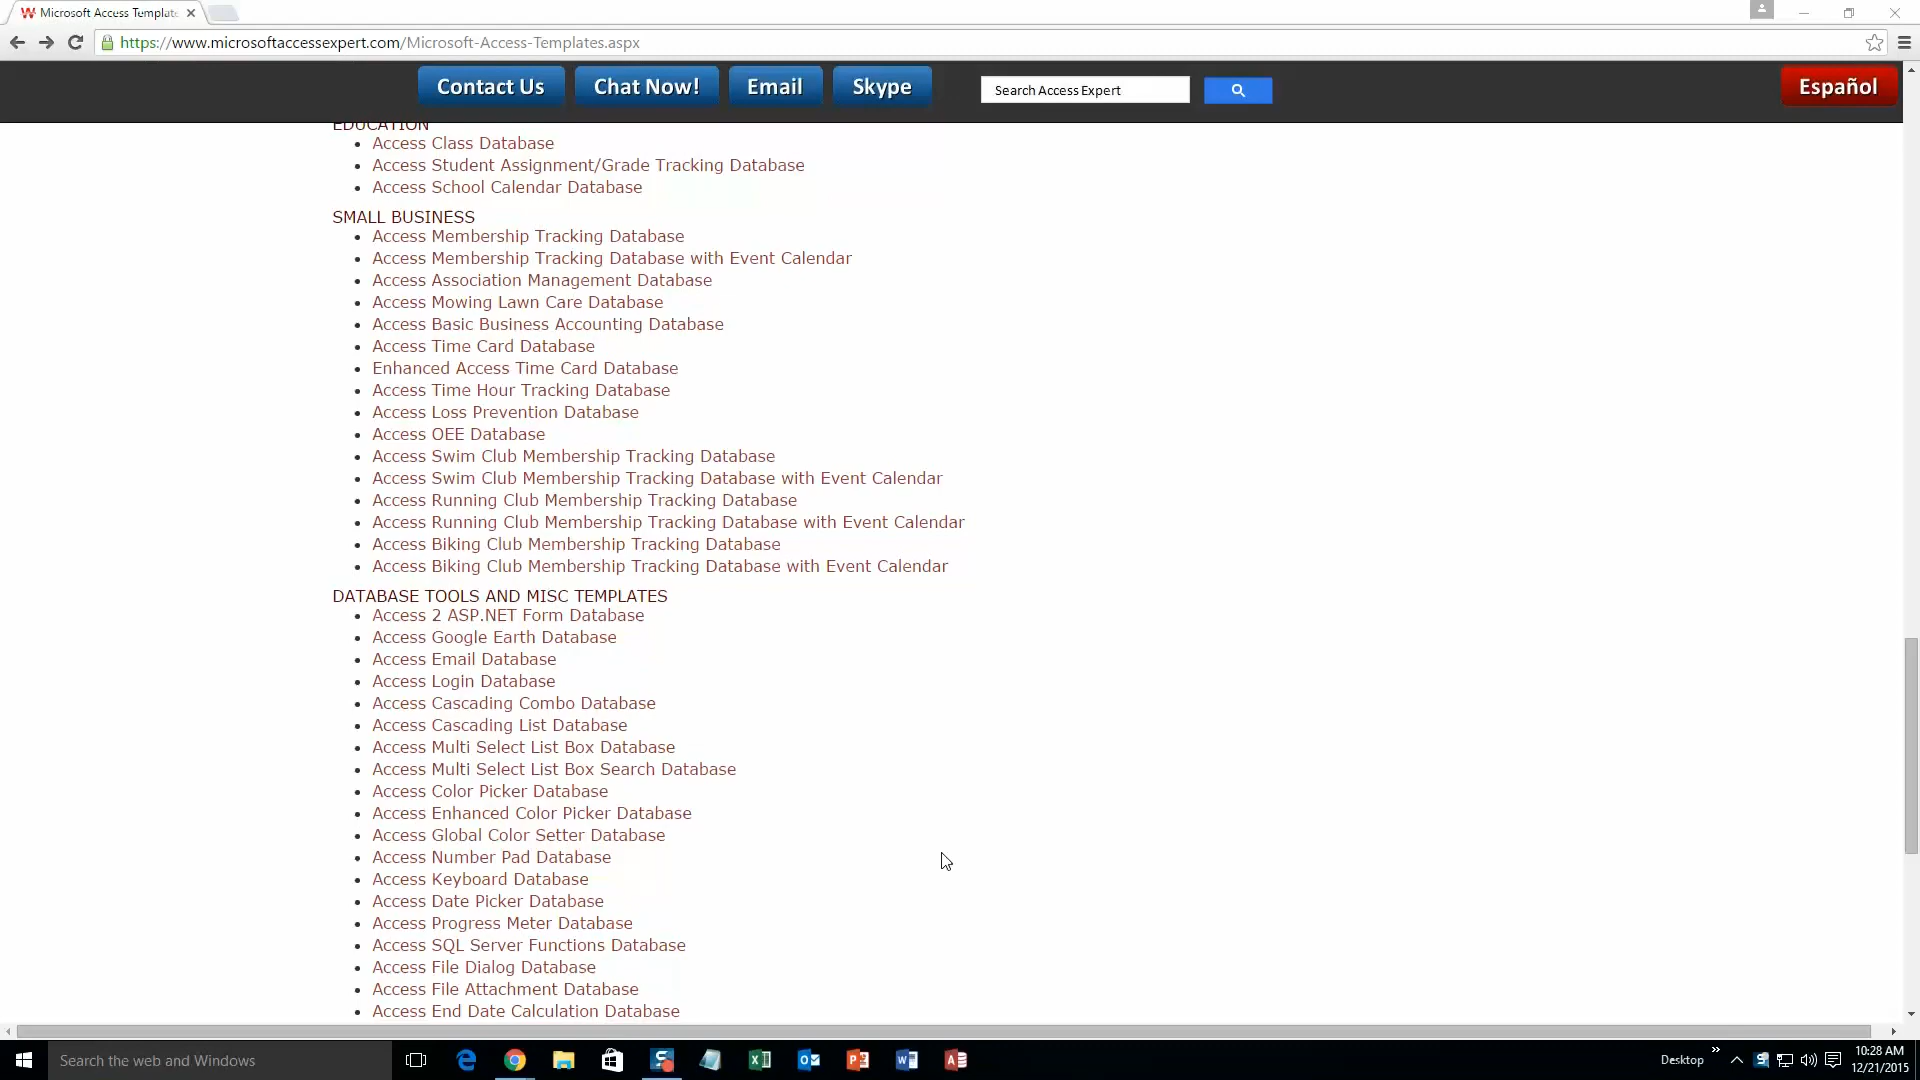 Microsoft Access Templat
https://www.microsoftaccessexpert.com/Microsoft-Access-Templates.aspx
Contact Us
Chat Now!
Email
Skype
Search Access Expert
Español
EDUCATION
• Access Class Database
• Access Student Assignment/Grade Tracking Database
• Access School Calendar Database
SMALL BUSINESS
• Access Membership Tracking Database
• Access Membership Tracking Database with Event Calendar
• Access Association Management Database
• Access Mowing Lawn Care Database
• Access Basic Business Accounting Database
• Access Time Card Database
• Enhanced Access Time Card Database
• Access Time Hour Tracking Database
• Access Loss Prevention Database
• Access OEE Database
• Access Swim Club Membership Tracking Database
• Access Swim Club Membership Tracking Database with Event Calendar
• Access Running Club Membership Tracking Database
• Access Running Club Membership Tracking Database with Event Calendar
• Access Biking Club Membership Tracking Database
• Access Biking Club Membership Tracking Database with Event Calendar
DATABASE TOOLS AND MISC TEMPLATES
• Access 2 ASP.NET Form Database
• Access Google Earth Database
• Access Email Database
• Access Login Database
• Access Cascading Combo Database
• Access Cascading List Database
• Access Multi Select List Box Database
• Access Multi Select List Box Search Database
• Access Color Picker Database
• Access Enhanced Color Picker Database
• Access Global Color Setter Database
• Access Number Pad Database
• Access Keyboard Database
• Access Date Picker Database
• Access Progress Meter Database
• Access SQL Server Functions Database
• Access File Dialog Database
• Access File Attachment Database
• Access End Date Calculation Database
Search the web and Windows
Desktop
10:28 AM
12/21/2015